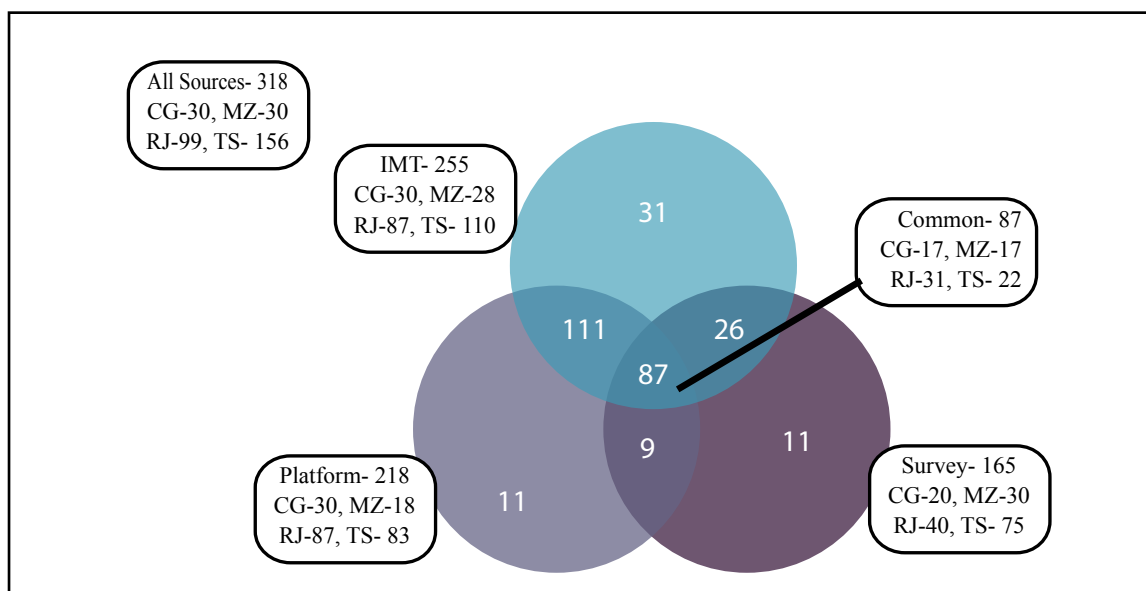 All Sources- 318
CG-30, MZ-30
RJ-99, TS- 156
IMT- 255
CG-30, MZ-28
RJ-87, TS- 110
31
Common- 87
CG-17, MZ-17
RJ-31, TS- 22
111
26
87
9
11
11
Platform- 218
CG-30, MZ-18
RJ-87, TS- 83
Survey- 165
CG-20, MZ-30
RJ-40, TS- 75